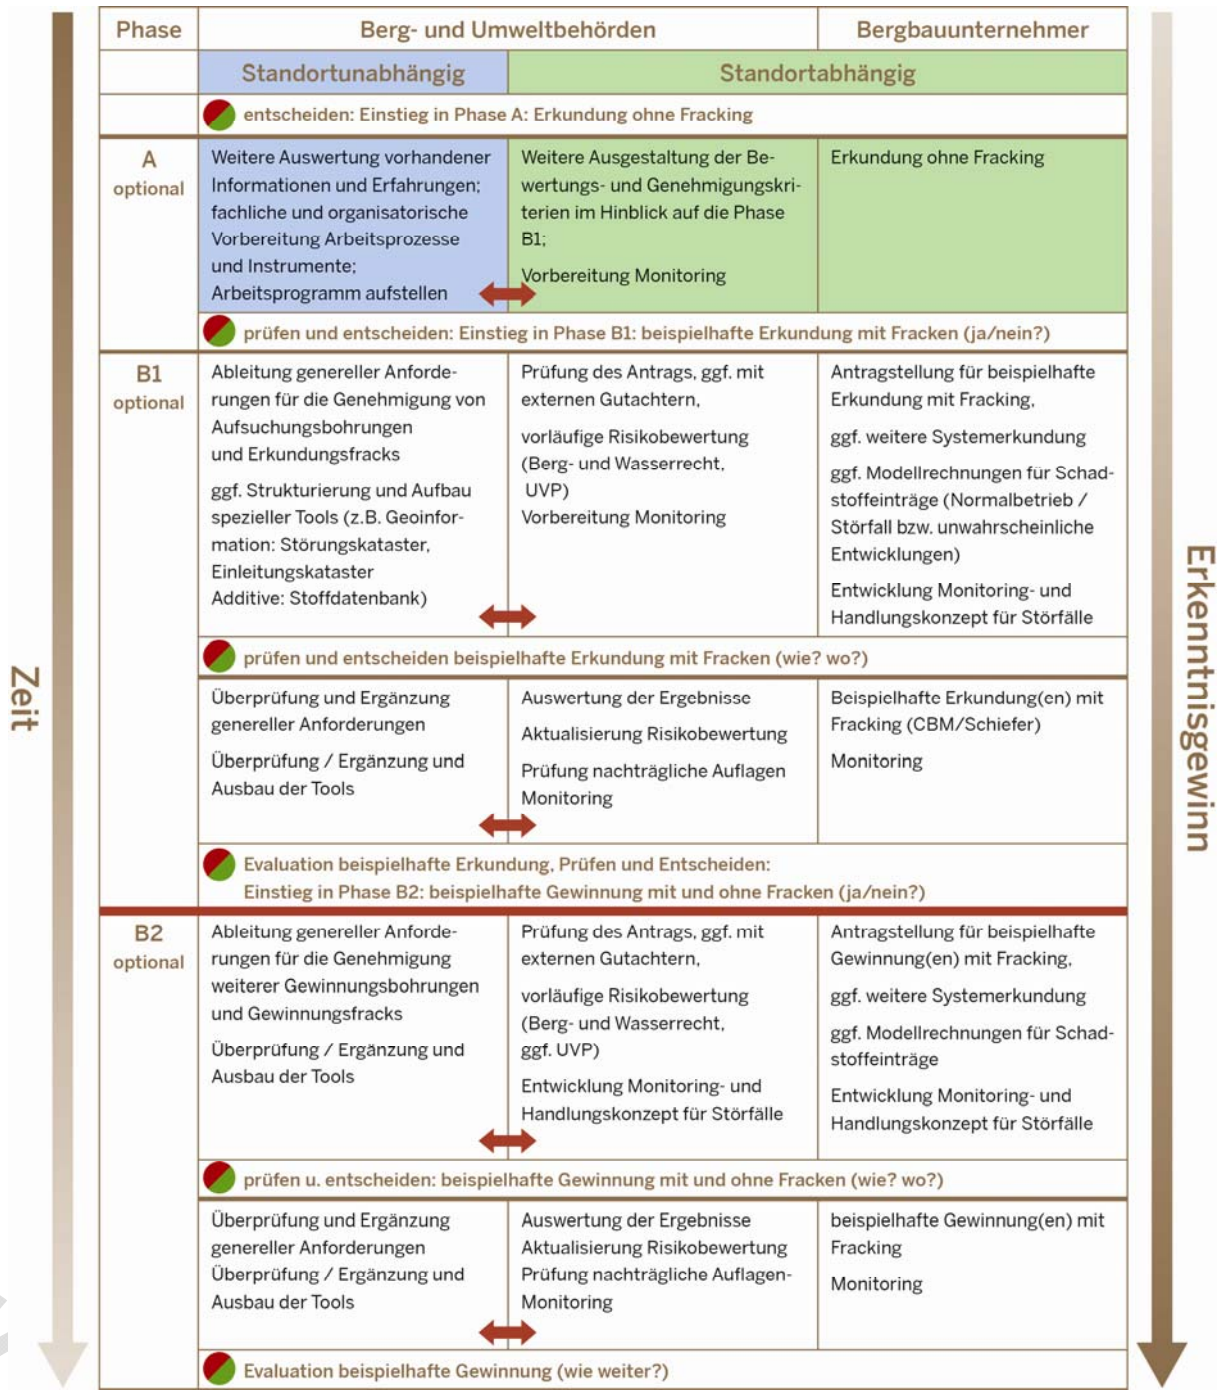 Phase
Berg- und Umweltbehörden
Bergbauunternehmer
Standortunabhängig
Standortabhängig
entscheiden: Einstieg in Phase A: Erkundung ohne Fracking
A
optional
Weitere Auswertung vorhandener
Informationen und Erfahrungen;
fachliche und organisatorische
Vorbereitung Arbeitsprozesse
und Instrumente;
Arbeitsprogramm aufstellen
Weitere Ausgestaltung der Be-
wertungs- und Genehmigungskri-
terien im Hinblick auf die Phase
B1;
Vorbereitung Monitoring
Erkundung ohne Fracking
prüfen und entscheiden: Einstieg in Phase B1: beispielhafte Erkundung mit Fracken (ja/nein?)
B1
optional
Ableitung genereller Anforde-
rungen für die Genehmigung von
Aufsuchungsbohrungen
und Erkundungsfracks
ggf. Strukturierung und Aufbau
spezieller Tools (z.B. Geoinfor-
mation: Störungskataster,
Einleitungskataster
Additive: Stoffdatenbank)
Prüfung des Antrags, ggf. mit
externen Gutachtern,
vorläufige Risikobewertung
(Berg- und Wasserrecht,
UVP)
Vorbereitung Monitoring
Antragstellung für beispielhafte
Erkundung mit Fracking,
ggf. weitere Systemerkundung
ggf. Modellrechnungen für Schad-
stoffeinträge (Normalbetrieb /
Störfall bzw. unwahrscheinliche
Entwicklungen)
Entwicklung Monitoring- und
Handlungskonzept für Störfälle
prüfen und entscheiden beispielhafte Erkundung mit Fracken (wie? wo?)
Überprüfung und Ergänzung
genereller Anforderungen
Überprüfung / Ergänzung und
Ausbau der Tools
Auswertung der Ergebnisse
Aktualisierung Risikobewertung
Prüfung nachträgliche Auflagen
Monitoring
Beispielhafte Erkundung(en) mit
Fracking (CBM/Schiefer)
Monitoring
Evaluation beispielhafte Erkundung, Prüfen und Entscheiden:
Einstieg in Phase B2: beispielhafte Gewinnung mit und ohne Fracken (ja/nein?)
B2
optional
Ableitung genereller Anforde-
rungen für die Genehmigung
weiterer Gewinnungsbohrungen
und Gewinnungsfracks
Überprüfung / Ergänzung und
Ausbau der Tools
Prüfung des Antrags, ggf. mit
externen Gutachtern,
vorläufige Risikobewertung
(Berg- und Wasserrecht,
ggf. UVP)
Entwicklung Monitoring- und
Handlungskonzept für Störfälle
Antragstellung für beispielhafte
Gewinnung(en) mit Fracking,
ggf. weitere Systemerkundung
ggf. Modellrechnungen für Schad-
stoffeinträge
Entwicklung Monitoring- und
Handlungskonzept für Störfälle
prüfen u. entscheiden: beispielhafte Gewinnung mit und ohne Fracken (wie? wo?)
Überprüfung und Ergänzung
genereller Anforderungen
Überprüfung / Ergänzung und
Ausbau der Tools
Auswertung der Ergebnisse
Aktualisierung Risikobewertung
Prüfung nachträgliche Auflagen-
Monitoring
beispielhafte Gewinnung(en) mit
Fracking
Monitoring
Evaluation beispielhafte Gewinnung (wie weiter?)
Zeit
Erkenntnisgewinn